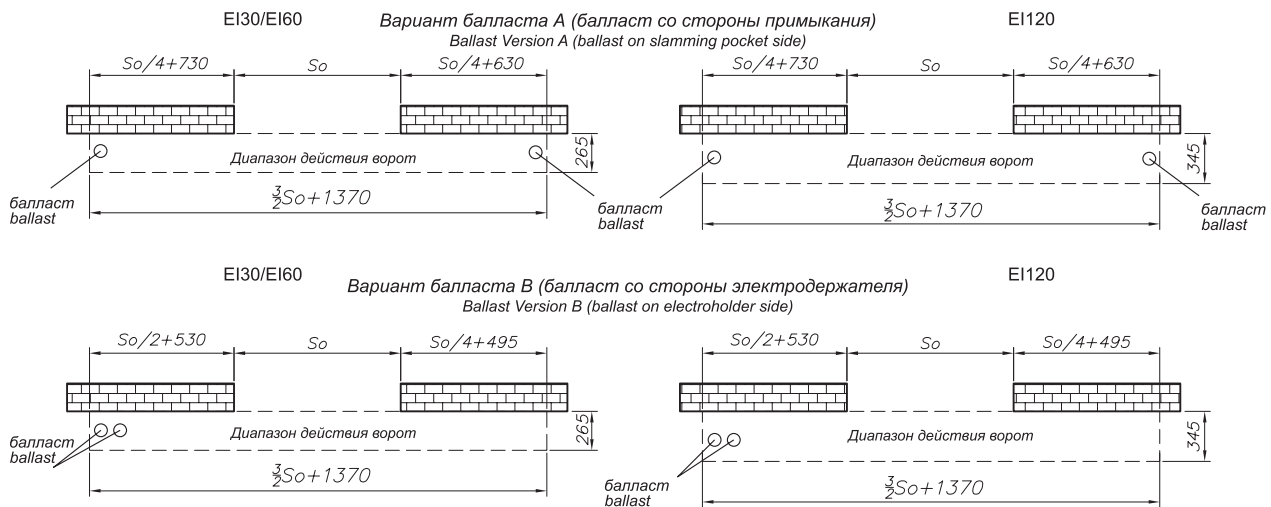 EI30/EI60
Вариант балласта А (балласт со стороны примыкания)
EI120
Ballast Version A (ballast on slamming pocket side)
So/4+730
So
So/4+630
So/4+730
So
So/4+630
Диапазон действия ворот
265
Диапазон действия ворот
345
балласт
ballast
3/2So+1370
балласт
ballast
3/2So+1370
балласт
ballast
EI30/EI60
Вариант балласта В (балласт со стороны электродержателя)
EI120
Ballast Version B (ballast on electroholder side)
So/2+530
So
So/4+495
So/2+530
So
So/4+495
Диапазон действия ворот
265
Диапазон действия ворот
345
балласт
ballast
3/2So+1370
балласт
ballast
3/2So+1370